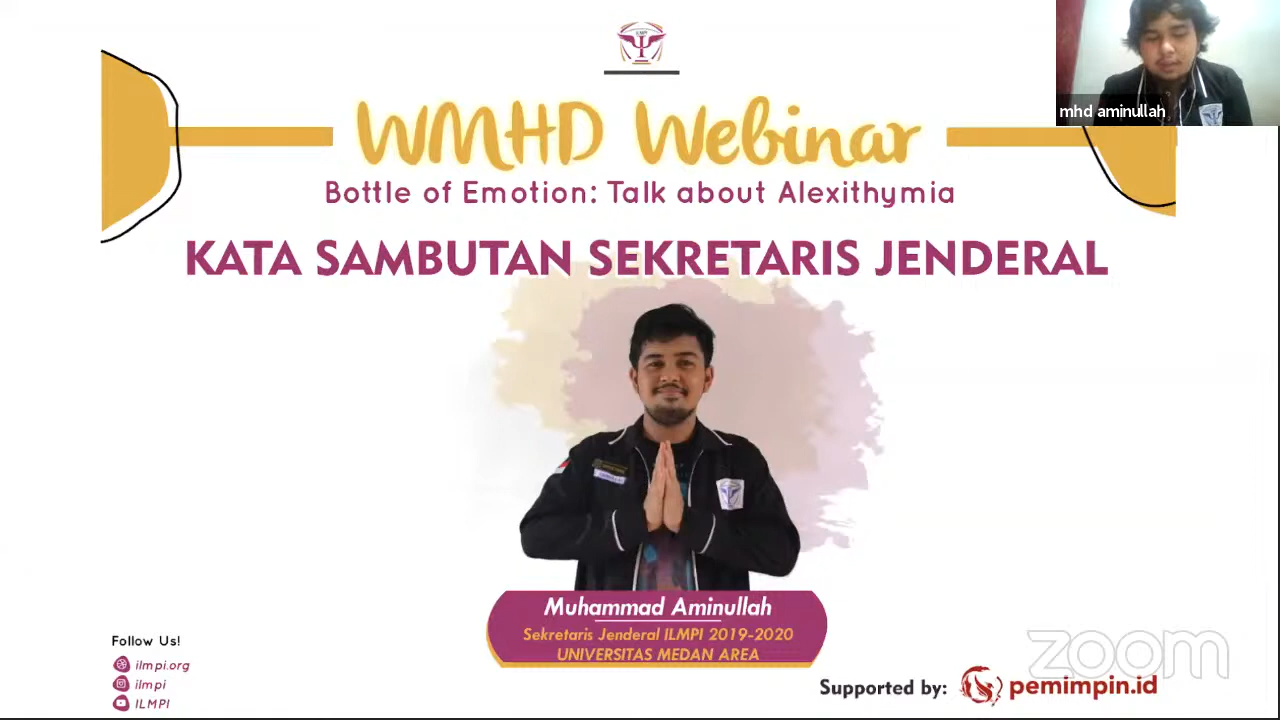 mhd aminullah
WMHD Webinar
Bottle of Emotion: Talk about Alexithymia
KATA SAMBUTAN SEKRETARIS JENDERAL
Muhammad Aminullah
Sekretaris Jenderal ILMPI 2019-2020
UNIVERSITAS MEDAN AREA
Follow Us!
ilmpi.org
ilmpi
ILMPI
Supported by: pemimpin.id
zoom